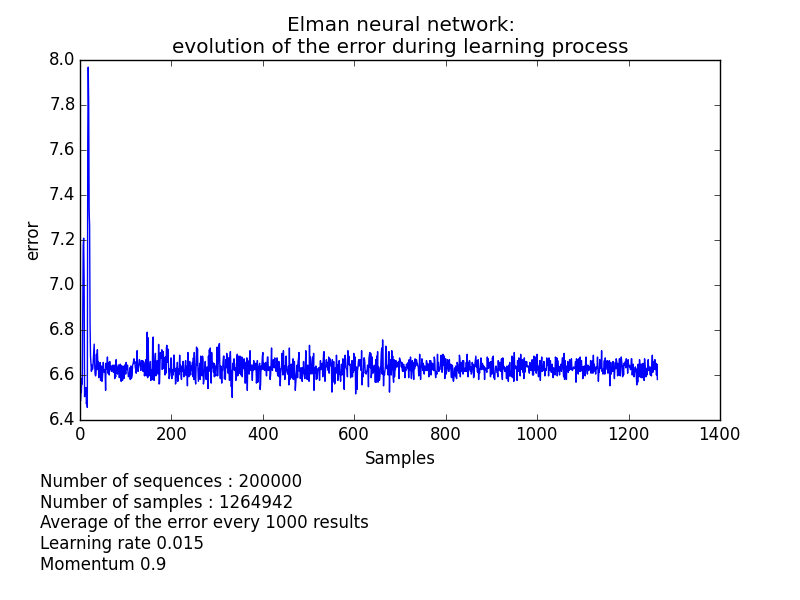 Elman neural network:
evolution of the error during learning process
8.0
7.8
7.6
7.4
7.2
7.0
6.8
6.6
6.4
error
0 200 400 600 800 1000 1200 1400
Samples
Number of sequences : 200000
Number of samples : 1264942
Average of the error every 1000 results
Learning rate 0.015
Momentum 0.9